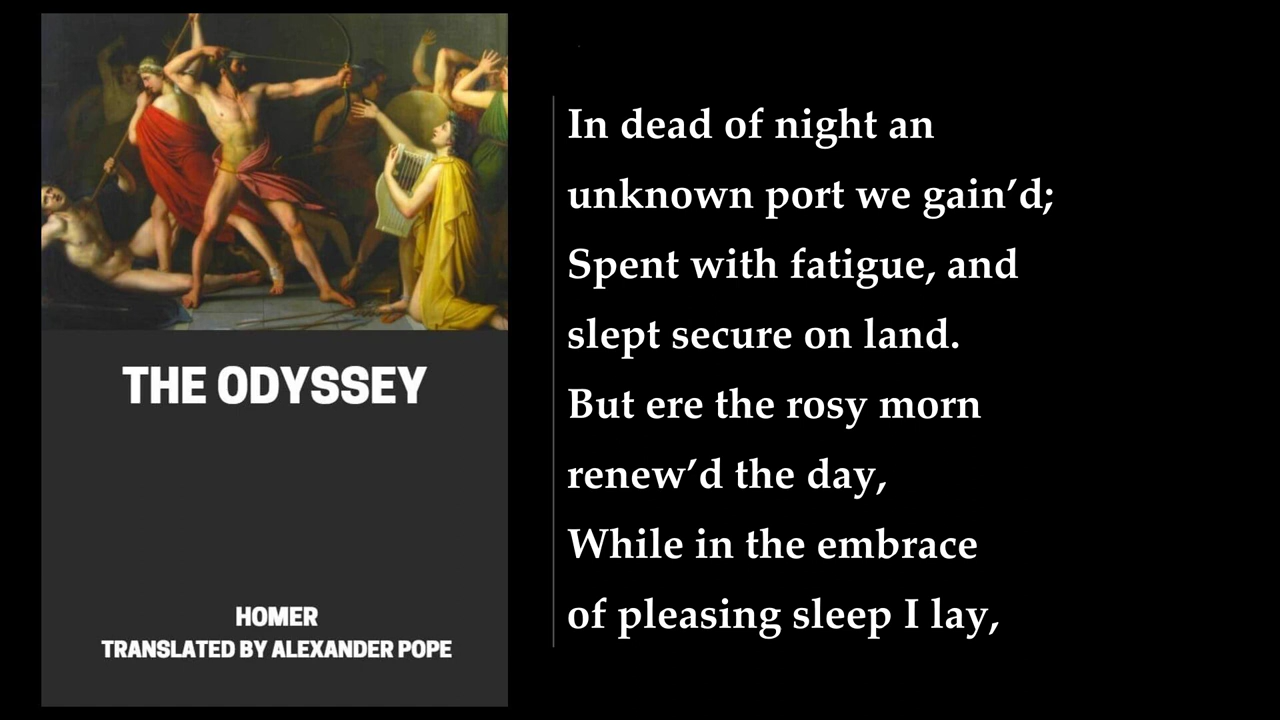 THE ODYSSEY
HOMER
TRANSLATED BY ALEXANDER POPE
In dead of night an
unknown port we gain’d;
Spent with fatigue, and
slept secure on land.
But ere the rosy morn
renew’d the day,
While in the embrace
of pleasing sleep I lay,